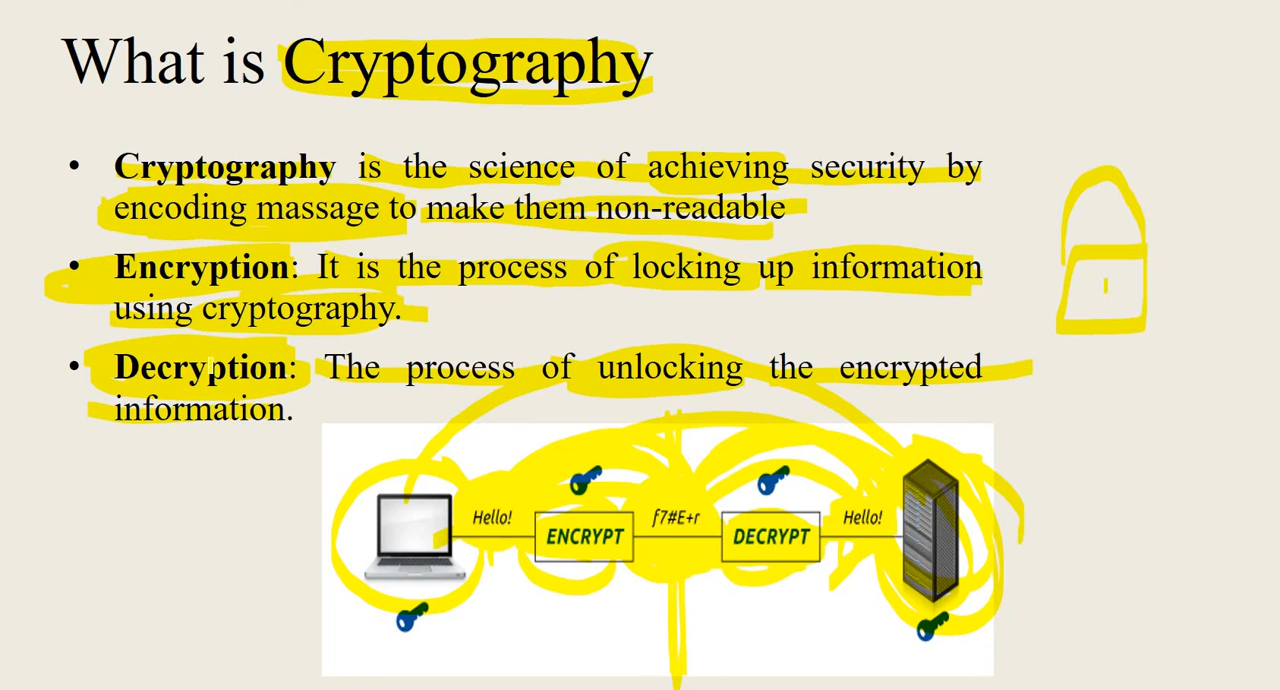 What is Cryptography
• Cryptography is the science of achieving security by
encoding massage to make them non-readable
• Encryption: It is the process of locking up information
using cryptography.
• Decryption: The process of unlocking the encrypted
information.
Hello! ENCRYPT f7#E+r DECRYPT Hello!